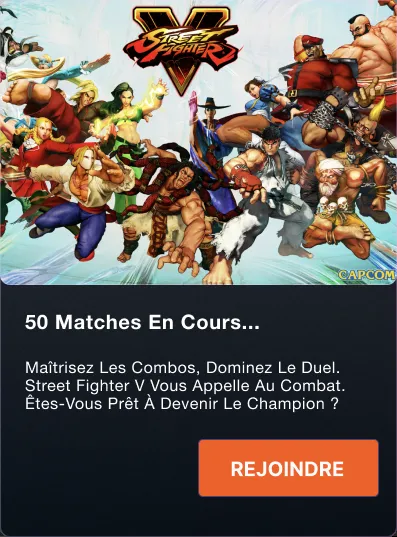 STREET
V
FIGHTER
CAPCOM
50 Matches En Cours...
Maîtrisez Les Combos, Dominez Le Duel.
Street Fighter V Vous Appelle Au Combat.
Êtes-Vous Prêt À Devenir Le Champion ?
REJOINDRE